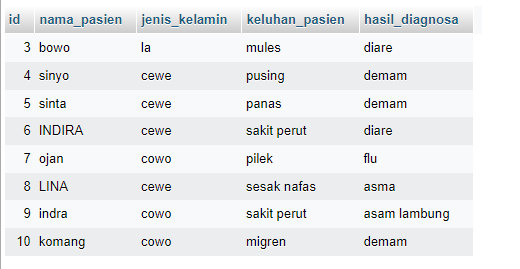 id nama_pasien jenis_kelamin keluhan_pasien hasil_diagnosa
3 bowo la mules diare
4 sinyo cewe pusing demam
5 sinta cewe panas demam
6 INDIRA cewe sakit perut diare
7 ojan cowo pilek flu
8 LINA cewe sesak nafas asma
9 indra cowo sakit perut asam lambung
10 komang cowo migren demam